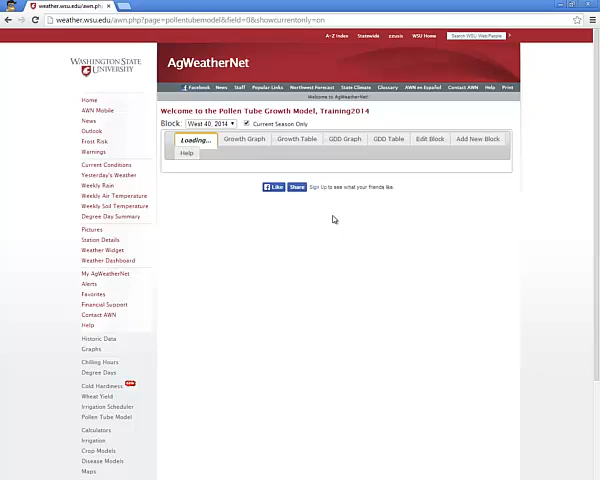 weather.wsu.edu/awn.p
weather.wsu.edu/awn.php?page=pollentubemodel&field=0&showcurrentonly=on
A-Z Index Statewide zzusis WSU Home Search WSU Web/People
WASHINGTON STATE
UNIVERSITY
AgWeatherNet
Facebook News Staff Popular Links Northwest Forecast State Climate Glossary AWN en Español Contact AWN Help Print
Welcome to AgWeatherNet!
Home
AWN Mobile
News
Outlook
Frost Risk
Warnings
Current Conditions
Yesterday's Weather
Weekly Rain
Weekly Air Temperature
Weekly Soil Temperature
Degree Day Summary
Pictures
Station Details
Weather Widget
Weather Dashboard
My AgWeatherNet
Alerts
Favorites
Financial Support
Contact AWN
Help
Historic Data
Graphs
Chilling Hours
Degree Days
Cold Hardiness
Wheat Yield
Irrigation Scheduler
Pollen Tube Model
Calculators
Irrigation
Crop Models
Disease Models
Maps
Welcome to the Pollen Tube Growth Model, Training2014
Block: West 40, 2014 Current Season Only
Loading... Growth Graph Growth Table GDD Graph GDD Table Edit Block Add New Block
Help
Like Share Sign Up to see what your friends like.